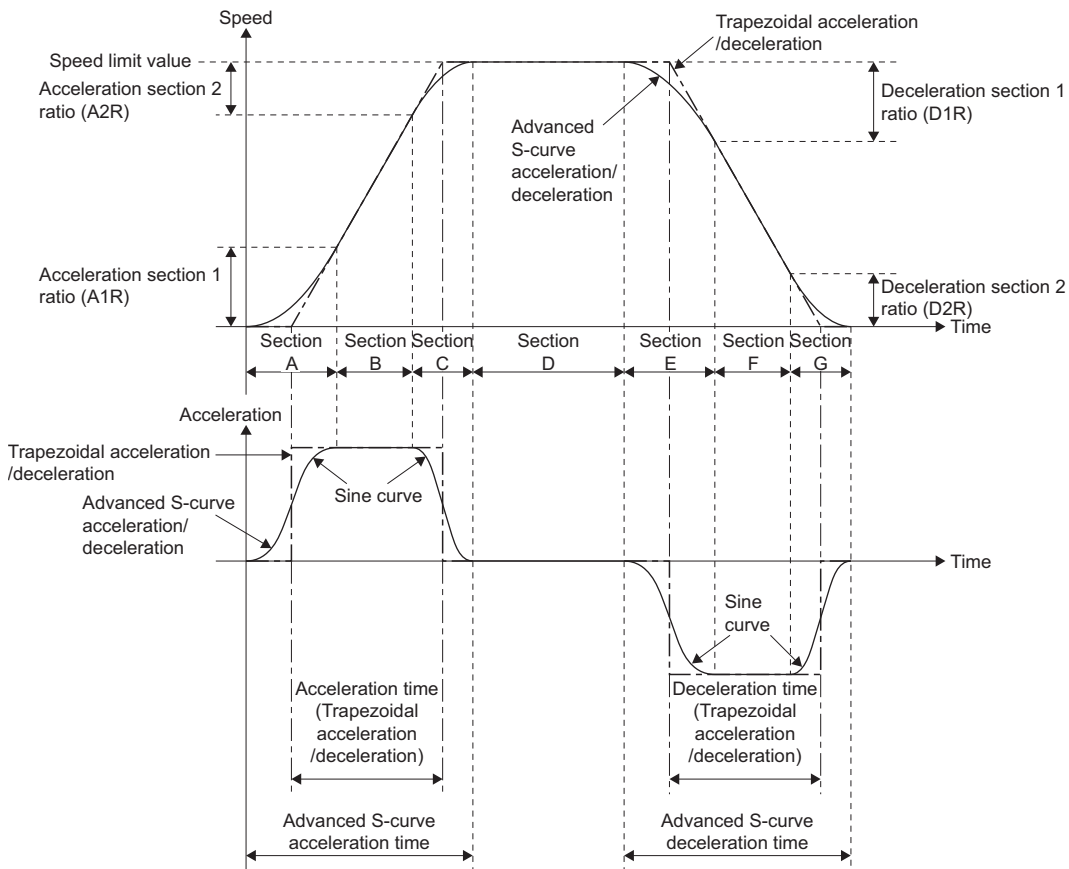 Speed
Trapezoidal acceleration
/deceleration
Speed limit value
Acceleration section 2
ratio (A2R)
Deceleration section 1
ratio (D1R)
Advanced
S-curve
acceleration/
deceleration
Acceleration section 1
ratio (A1R)
Deceleration section 2
ratio (D2R)
Time
Section
A
Section
B
Section
C
Section
D
Section
E
Section
F
Section
G
Acceleration
Trapezoidal acceleration
/deceleration
Sine curve
Advanced S-curve
acceleration/
deceleration
Time
Sine
curve
Acceleration time
(Trapezoidal
acceleration
/deceleration)
Deceleration time
(Trapezoidal
acceleration
/deceleration)
Advanced S-curve
acceleration time
Advanced S-curve
deceleration time